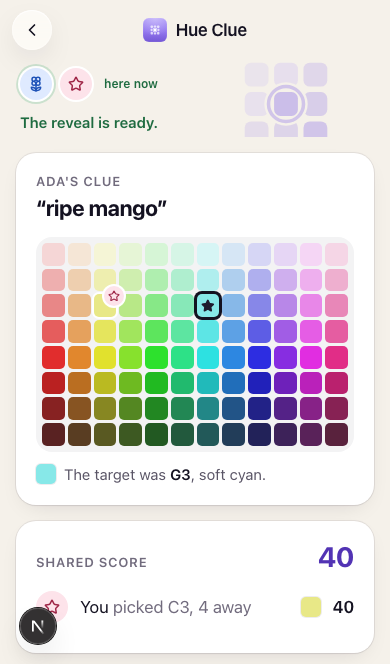 Hue Clue
here now
The reveal is ready.
ADA'S CLUE
“ripe mango”
The target was G3, soft cyan.
SHARED SCORE
40
You picked C3, 4 away
40
N